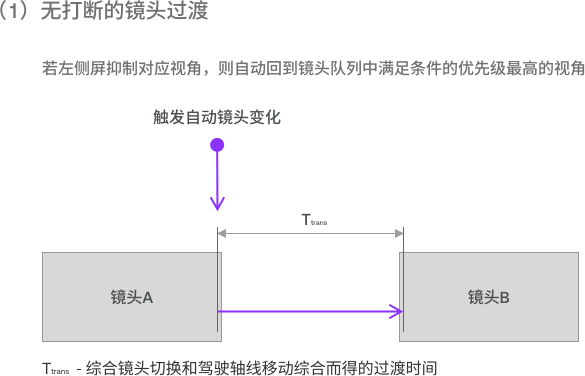 （1）无打断的镜头过渡
若左侧屏抑制对应视角，则自动回到镜头队列中满足条件的优先级最高的视角
触发自动镜头变化
Ttrans
镜头A
镜头B
Ttrans - 综合镜头切换和驾驶轴线移动综合而得的过渡时间